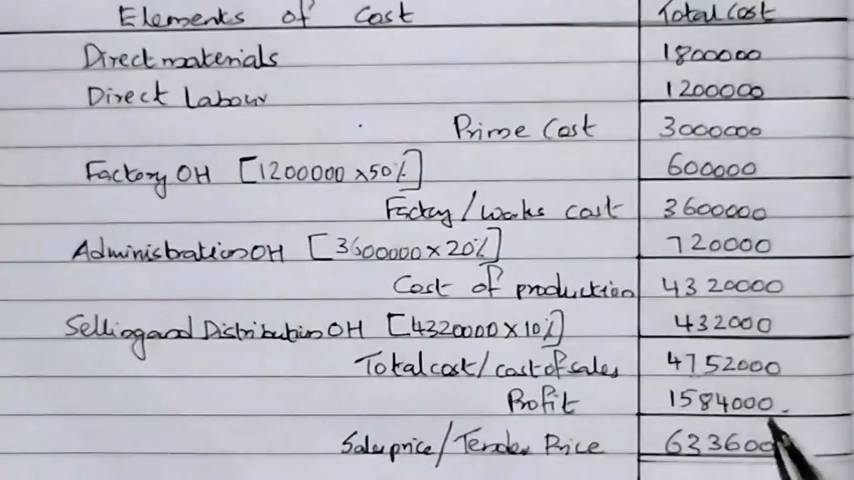 Elements of Cost Total cost
Direct materials 1800000
Direct Labour 1200000
Prime Cost 3000000
Factory OH [1200000 x 50%] 600000
Factory/works cost 3600000
Administration OH [3600000 x 20%] 720000
Cost of production 4320000
Selling and Distribution OH [4320000 x 10%] 432000
Total cost/cost of sales 4752000
Profit 1584000
Sales price/Tender Price 633600